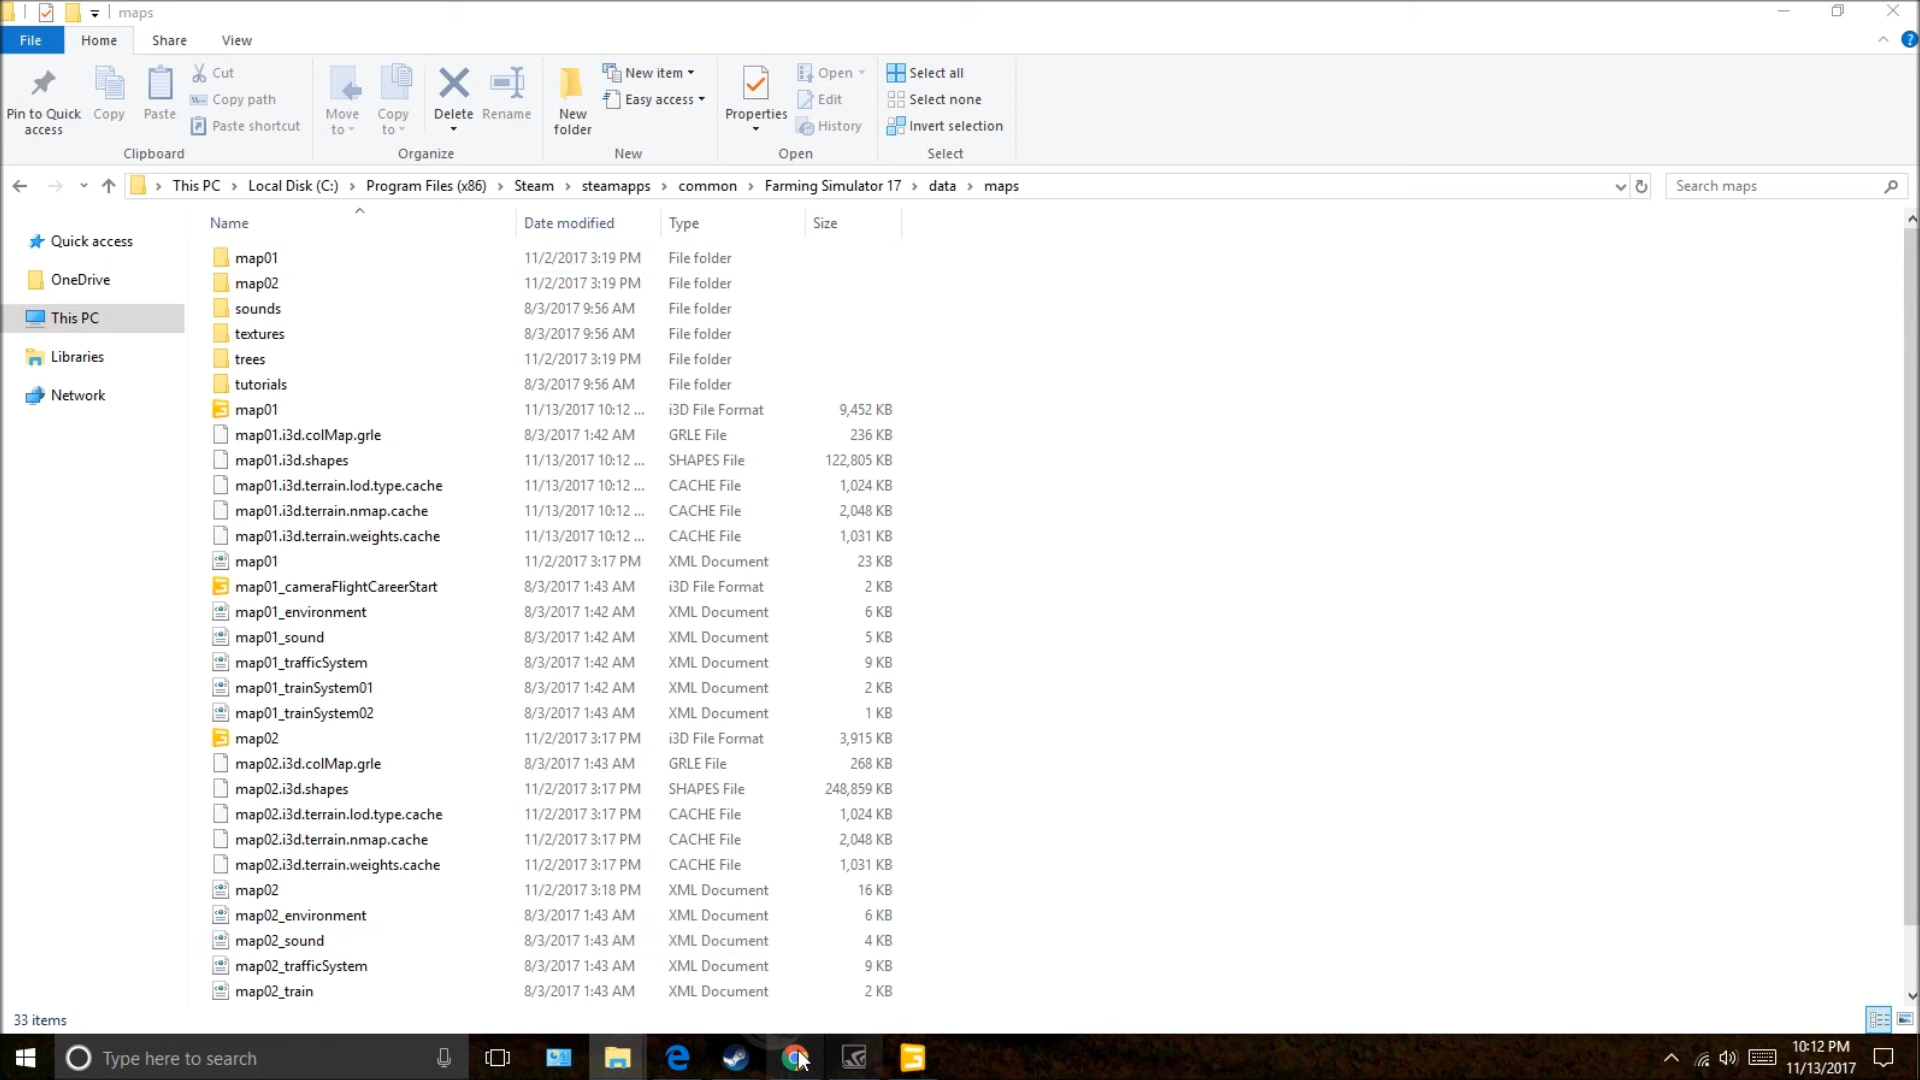 maps
File Home Share View
Pin to Quick access
Copy
Paste
Cut
Copy path
Paste shortcut
Clipboard
Move to
Copy to
Delete
Rename
Organize
New folder
New item
Easy access
New
Properties
Open
Edit
History
Open
Select all
Select none
Invert selection
Select
This PC > Local Disk (C:) > Program Files (x86) > Steam > steamapps > common > Farming Simulator 17 > data > maps
Search maps
Quick access
OneDrive
This PC
Libraries
Network
Name Date modified Type Size
map01 11/2/2017 3:19 PM File folder
map02 11/2/2017 3:19 PM File folder
sounds 8/3/2017 9:56 AM File folder
textures 8/3/2017 9:56 AM File folder
trees 11/2/2017 3:19 PM File folder
tutorials 8/3/2017 9:56 AM File folder
map01 11/13/2017 10:12 ... i3D File Format 9,452 KB
map01.i3d.colMap.grle 8/3/2017 1:42 AM GRLE File 236 KB
map01.i3d.shapes 11/13/2017 10:12 ... SHAPES File 122,805 KB
map01.i3d.terrain.lod.type.cache 11/13/2017 10:12 ... CACHE File 1,024 KB
map01.i3d.terrain.nmap.cache 11/13/2017 10:12 ... CACHE File 2,048 KB
map01.i3d.terrain.weights.cache 11/13/2017 10:12 ... CACHE File 1,031 KB
map01 11/2/2017 3:17 PM XML Document 23 KB
map01_cameraFlightCareerStart 8/3/2017 1:43 AM i3D File Format 2 KB
map01_environment 8/3/2017 1:42 AM XML Document 6 KB
map01_sound 8/3/2017 1:42 AM XML Document 5 KB
map01_trafficSystem 8/3/2017 1:42 AM XML Document 9 KB
map01_trainSystem01 8/3/2017 1:42 AM XML Document 2 KB
map01_trainSystem02 8/3/2017 1:43 AM XML Document 1 KB
map02 11/2/2017 3:17 PM i3D File Format 3,915 KB
map02.i3d.colMap.grle 8/3/2017 1:43 AM GRLE File 268 KB
map02.i3d.shapes 11/2/2017 3:17 PM SHAPES File 248,859 KB
map02.i3d.terrain.lod.type.cache 11/2/2017 3:17 PM CACHE File 1,024 KB
map02.i3d.terrain.nmap.cache 11/2/2017 3:17 PM CACHE File 2,048 KB
map02.i3d.terrain.weights.cache 11/2/2017 3:17 PM CACHE File 1,031 KB
map02 11/2/2017 3:18 PM XML Document 16 KB
map02_environment 8/3/2017 1:43 AM XML Document 6 KB
map02_sound 8/3/2017 1:43 AM XML Document 4 KB
map02_trafficSystem 8/3/2017 1:43 AM XML Document 9 KB
map02_train 8/3/2017 1:43 AM XML Document 2 KB
33 items
Type here to search
10:12 PM
11/13/2017